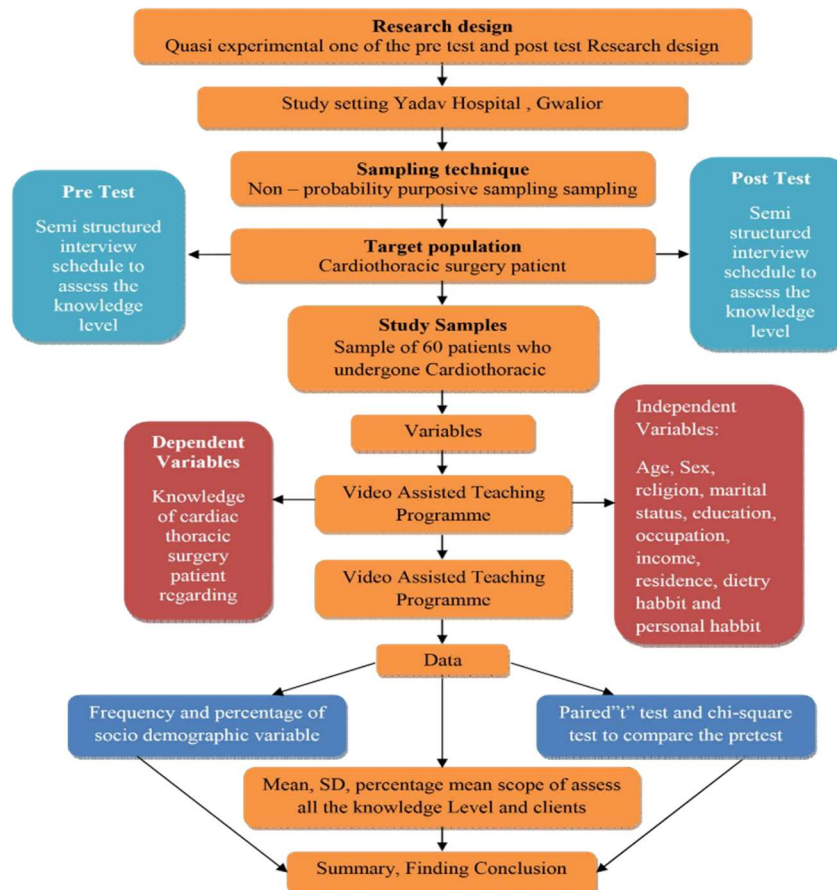 Research design
Quasi experimental one of the pre test and post test Research design
Study setting Yadav Hospital , Gwalior
Sampling technique
Non – probability purposive sampling sampling
Pre Test
Semi structured
interview
schedule to
assess the
knowledge
level
Target population
Cardiothoracic surgery patient
Post Test
Semi
structured
interview
schedule to
assess the
knowledge
level
Study Samples
Sample of 60 patients who
undergone Cardiothoracic
Variables
Dependent
Variables
Knowledge
of cardiac
thoracic
surgery
patient
regarding
Video Assisted Teaching
Programme
Independent
Variables:
Age, Sex,
religion, marital
status, education,
occupation,
income,
residence, dietry
habbit and
personal habbit
Video Assisted Teaching
Programme
Data
Frequency and percentage of
socio demographic variable
Paired”t” test and chi-square
test to compare the pretest
Mean, SD, percentage mean scope of assess
all the knowledge Level and clients
Summary, Finding Conclusion